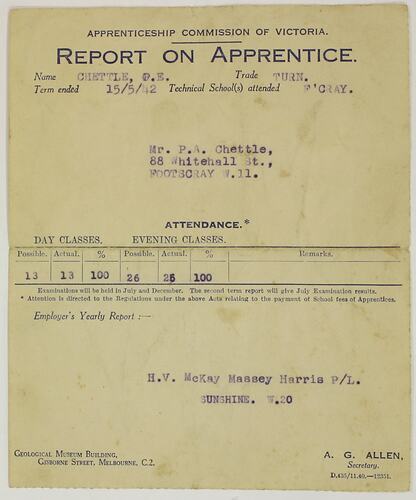 APPRENTICESHIP COMMISSION OF VICTORIA.
REPORT ON APPRENTICE.
Name CHETTLE, P.E. Trade TURN.
Term ended 15/5/42 Technical School(s) attended F'CRAY.
Mr. P.A. Chettle,
88 Whitehall St.,
FOOTSCRAY W.11.
ATTENDANCE.*
DAY CLASSES. EVENING CLASSES.
Possible. Actual. % Possible. Actual. % Remarks.
13 13 100 26 26 100
Examinations will be held in July and December. The second term report will give July Examination results.
* Attention is directed to the Regulations under the above Acts relating to the payment of School fees of Apprentices.
Employer's Yearly Report :—
H.V. McKay Massey Harris P/L.
SUNSHINE. W.20
GEOLOGICAL MUSEUM BUILDING,
GISBORNE STREET, MELBOURNE, C.2.
A. G. ALLEN,
Secretary.
D.435/11.40.—12351.